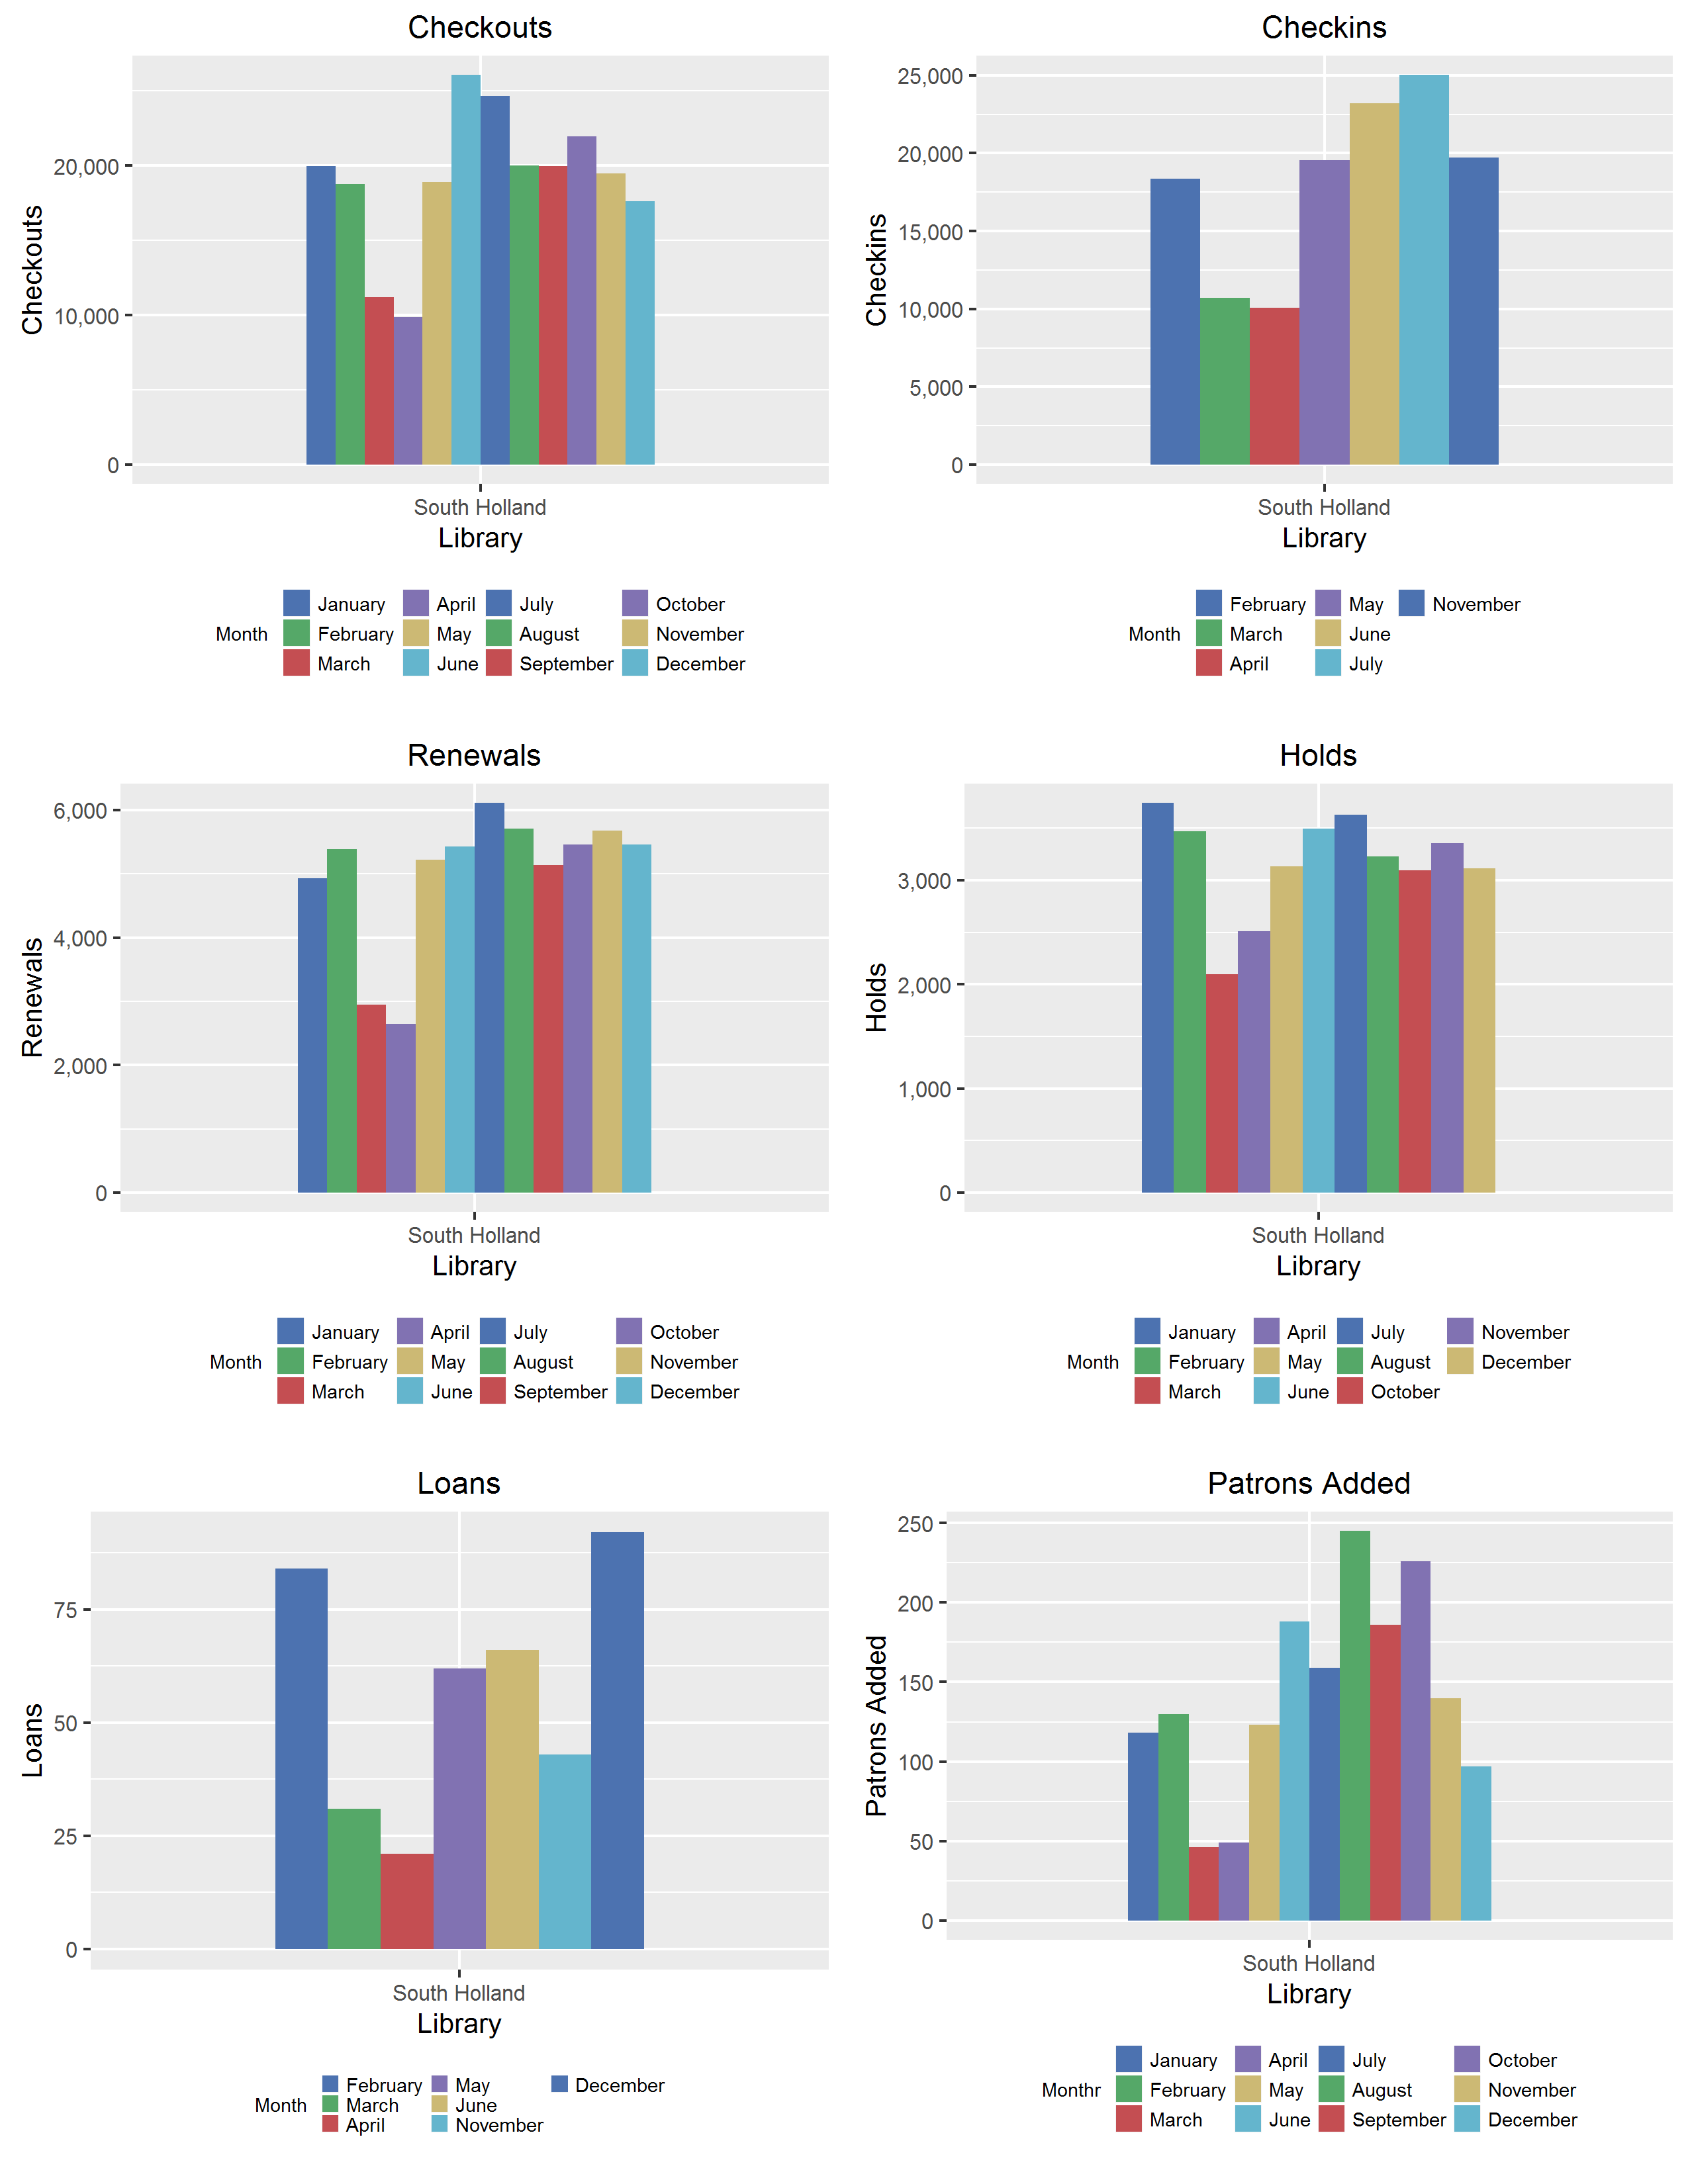 Checkouts
Checkouts
20,000
10,000
0
South Holland
Library
Month
January April July October
February May August November
March June September December
Checkins
Checkins
25,000
20,000
15,000
10,000
5,000
0
South Holland
Library
Month
February May November
March June
April July
Renewals
Renewals
6,000
4,000
2,000
0
South Holland
Library
Month
January April July October
February May August November
March June September December
Holds
Holds
3,000
2,000
1,000
0
South Holland
Library
Month
January April July November
February May August December
March June October
Loans
Loans
75
50
25
0
South Holland
Library
Month
February May December
March June
April November
Patrons Added
Patrons Added
250
200
150
100
50
0
South Holland
Library
Monthr
January April July October
February May August November
March June September December